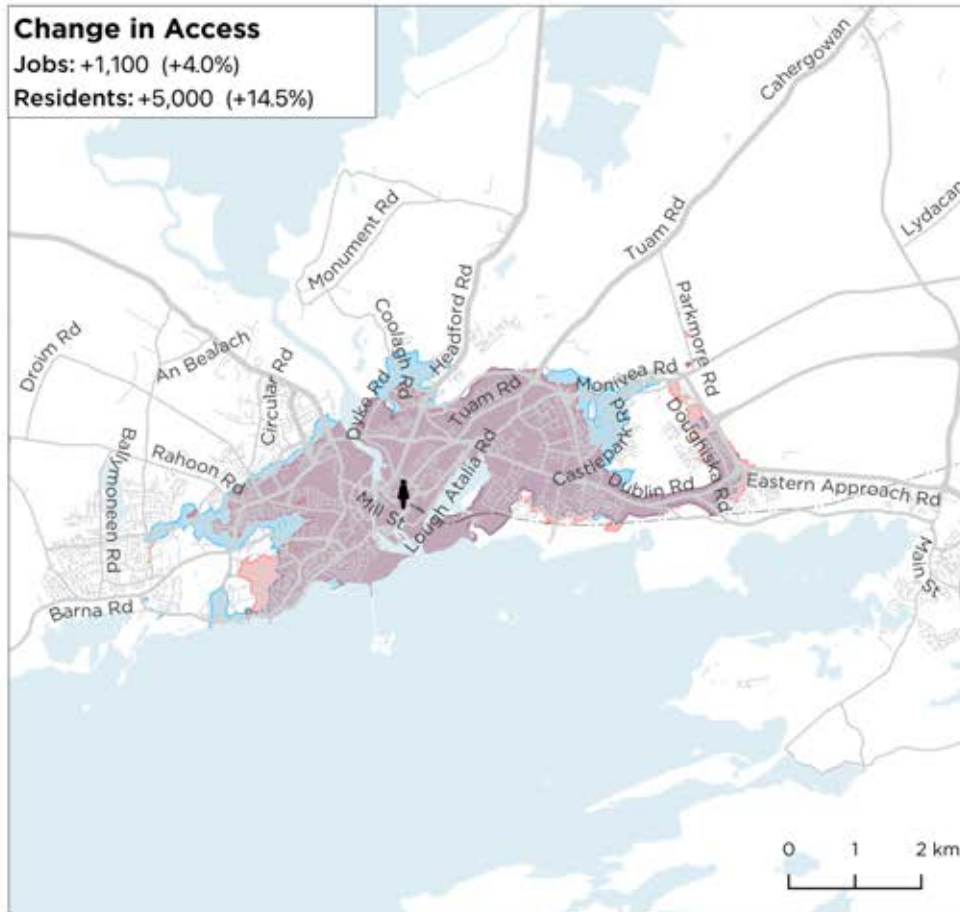 Change in Access
Jobs: +1,100 (+4.0%)
Residents: +5,000 (+14.5%)
Cahergowan
Lydacan
Tuam Rd
Monument Rd
Parkmore Rd
Headford Rd
Coolagh Rd
Droim Rd
An Bealach
Circular Rd
Dyke Rd
Tuam Rd
Monivea Rd
Ballymoneen Rd
Rahoon Rd
Castlepark Rd
Doughiska Rd
Dublin Rd
Eastern Approach Rd
Mill St
Lough Atalia Rd
Main St
Barna Rd
0 1 2 km